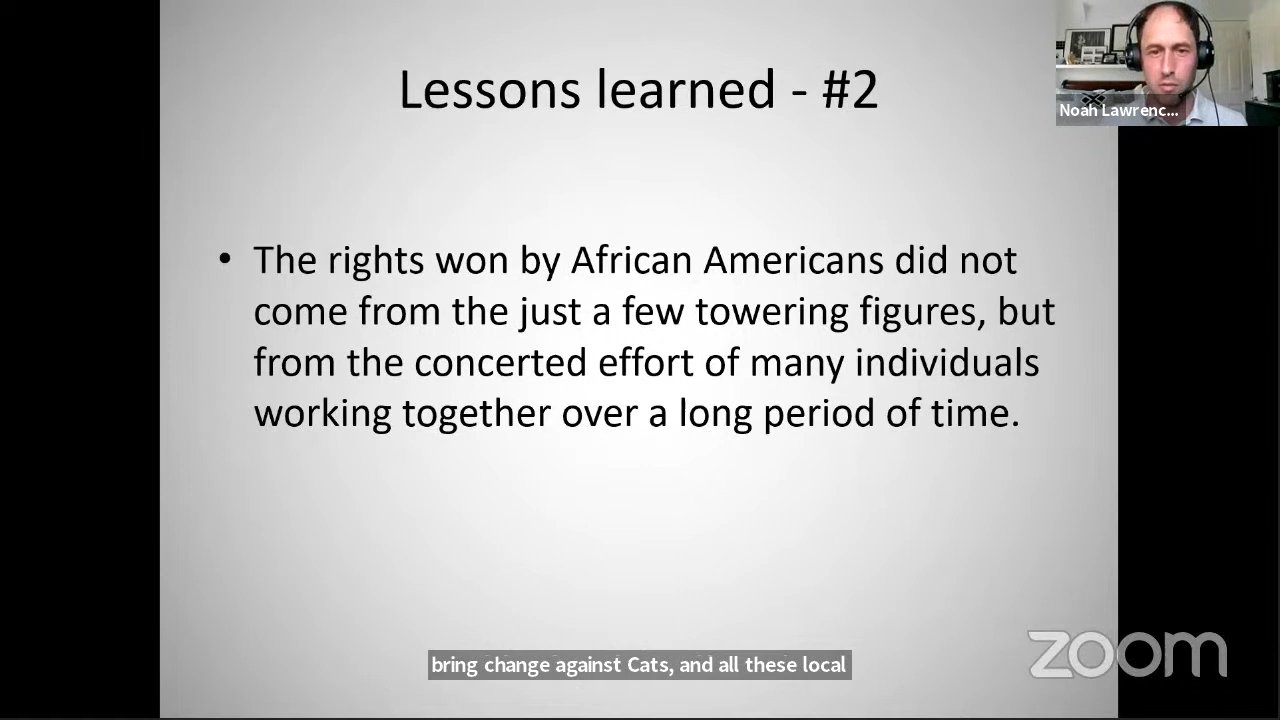 Lessons learned - #2
Noah Lawrenc...
• The rights won by African Americans did not
come from the just a few towering figures, but
from the concerted effort of many individuals
working together over a long period of time.
bring change against Cats, and all these local
zoom